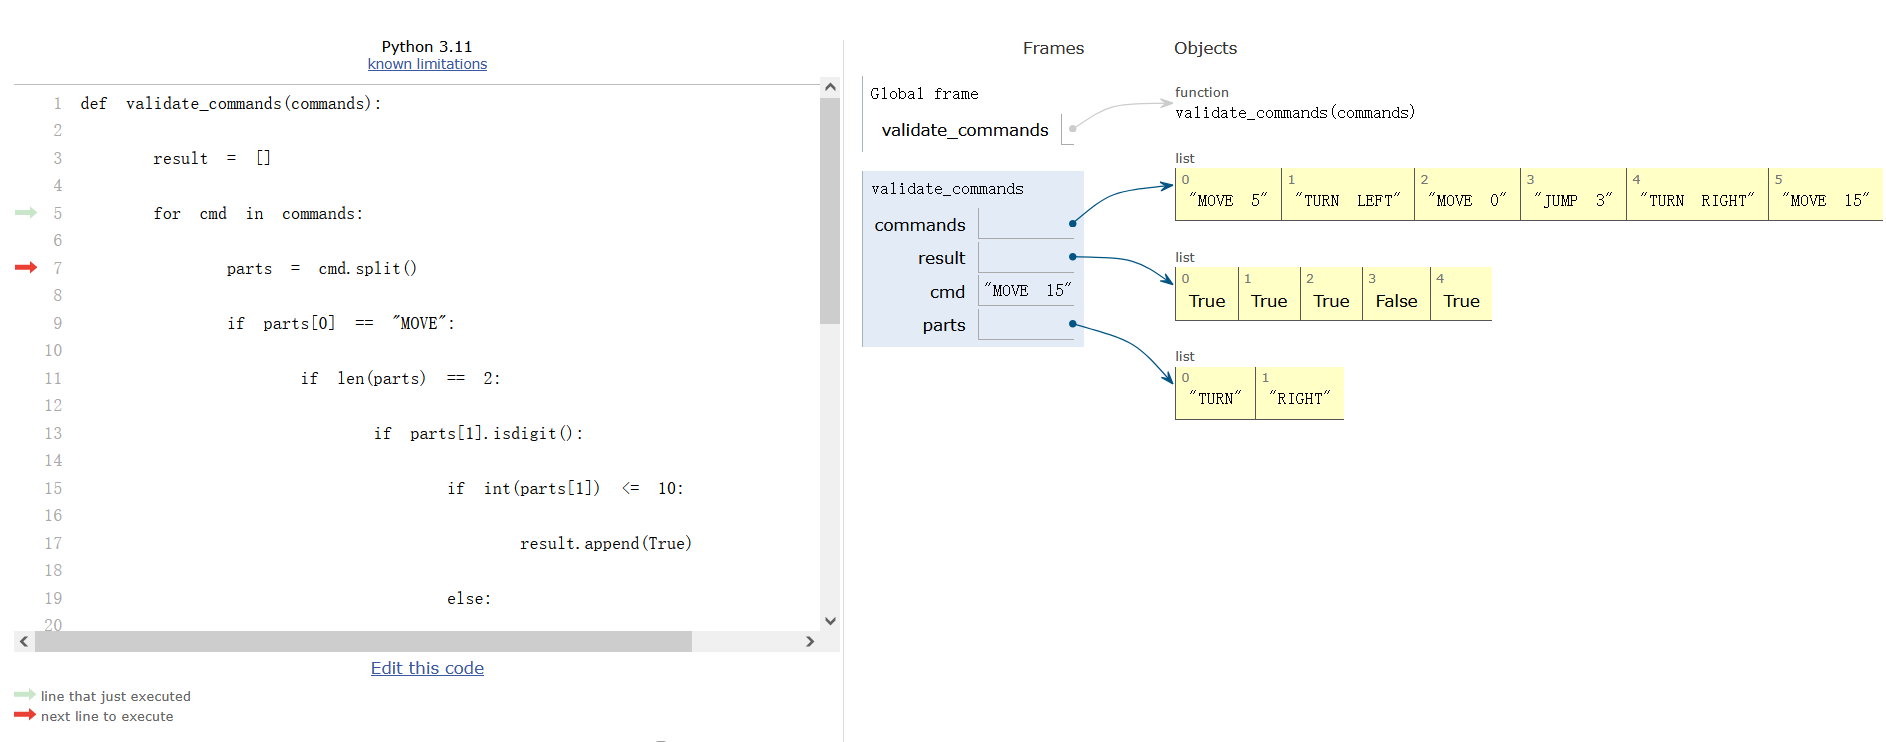 Python 3.11
known limitations
1 def validate_commands(commands):
2
3 result = []
4
5 for cmd in commands:
6
7 parts = cmd.split()
8
9 if parts[0] == "MOVE":
10
11 if len(parts) == 2:
12
13 if parts[1].isdigit():
14
15 if int(parts[1]) <= 10:
16
17 result.append(True)
18
19 else:
20
Edit this code
line that just executed
next line to execute
Frames Objects
Global frame
validate_commands
function
validate_commands(commands)
validate_commands
commands
result
cmd "MOVE 15"
parts
list
0 1 2 3 4 5
"MOVE 5" "TURN LEFT" "MOVE 0" "JUMP 3" "TURN RIGHT" "MOVE 15"
list
0 1 2 3 4
True True True False True
list
0 1
"TURN" "RIGHT"